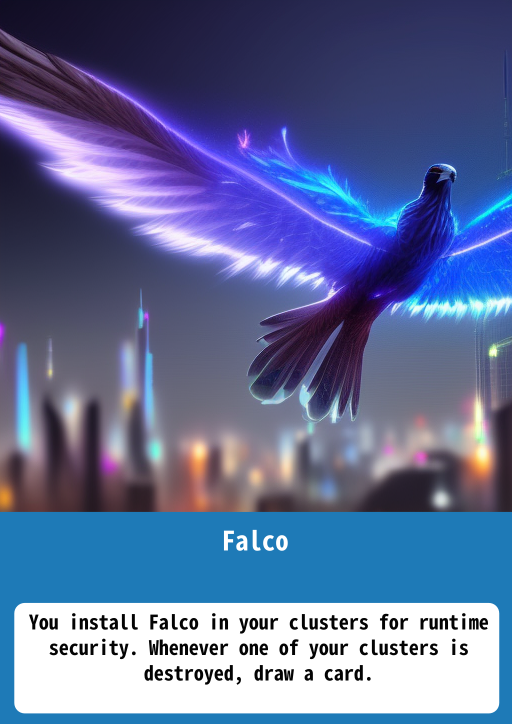 Falco
You install Falco in your clusters for runtime
security. Whenever one of your clusters is
destroyed, draw a card.